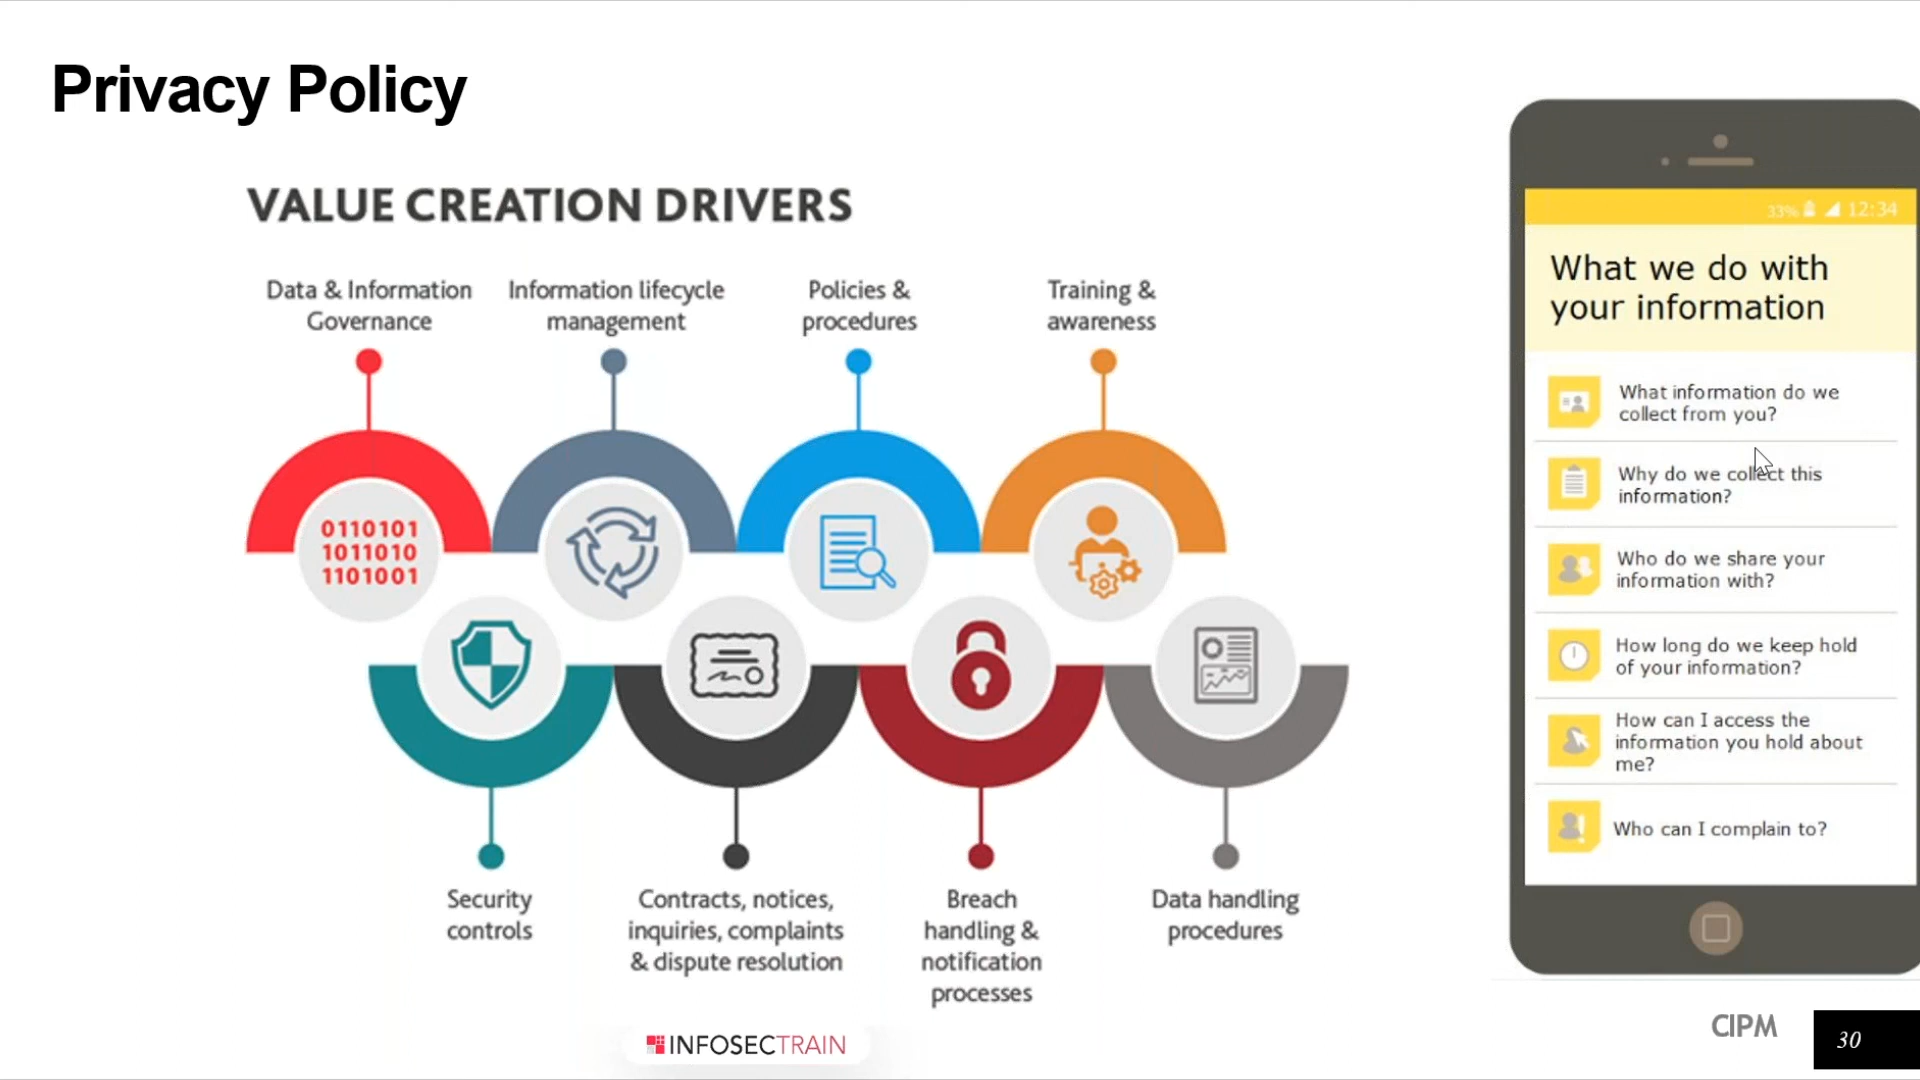 Privacy Policy
VALUE CREATION DRIVERS
Data & Information
Governance
Information lifecycle
management
Policies &
procedures
Training &
awareness
0110101
1011010
1101001
Security
controls
Contracts, notices,
inquiries, complaints
& dispute resolution
Breach
handling &
notification
processes
Data handling
procedures
33% 12:34
What we do with
your information
What information do we
collect from you?
Why do we collect this
information?
Who do we share your
information with?
How long do we keep hold
of your information?
How can I access the
information you hold about
me?
Who can I complain to?
INFOSECTRAIN
CIPM
30